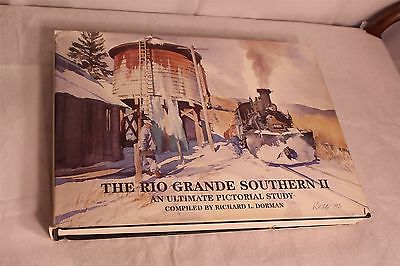 THE RIO GRANDE SOUTHERN II
AN ULTIMATE PICTORIAL STUDY
COMPILED BY RICHARD L. DORMAN